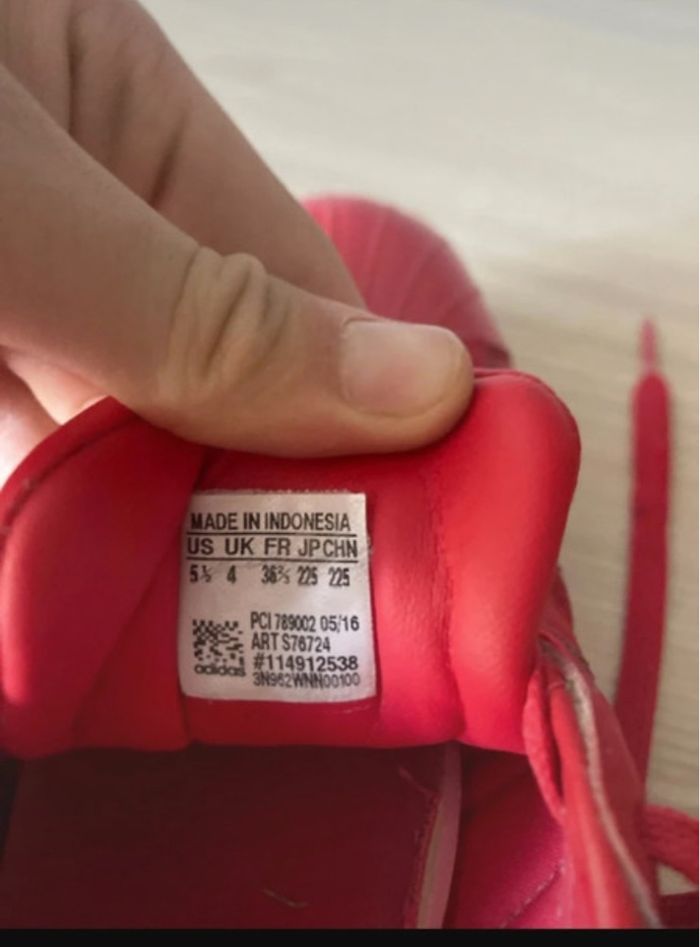 MADE IN INDONESIA
US UK FR JP CHN
5½ 4 36⅔ 225 225
PCI 789002 05/16
ART S76724
#114912538
adidas 3N962WNN00100